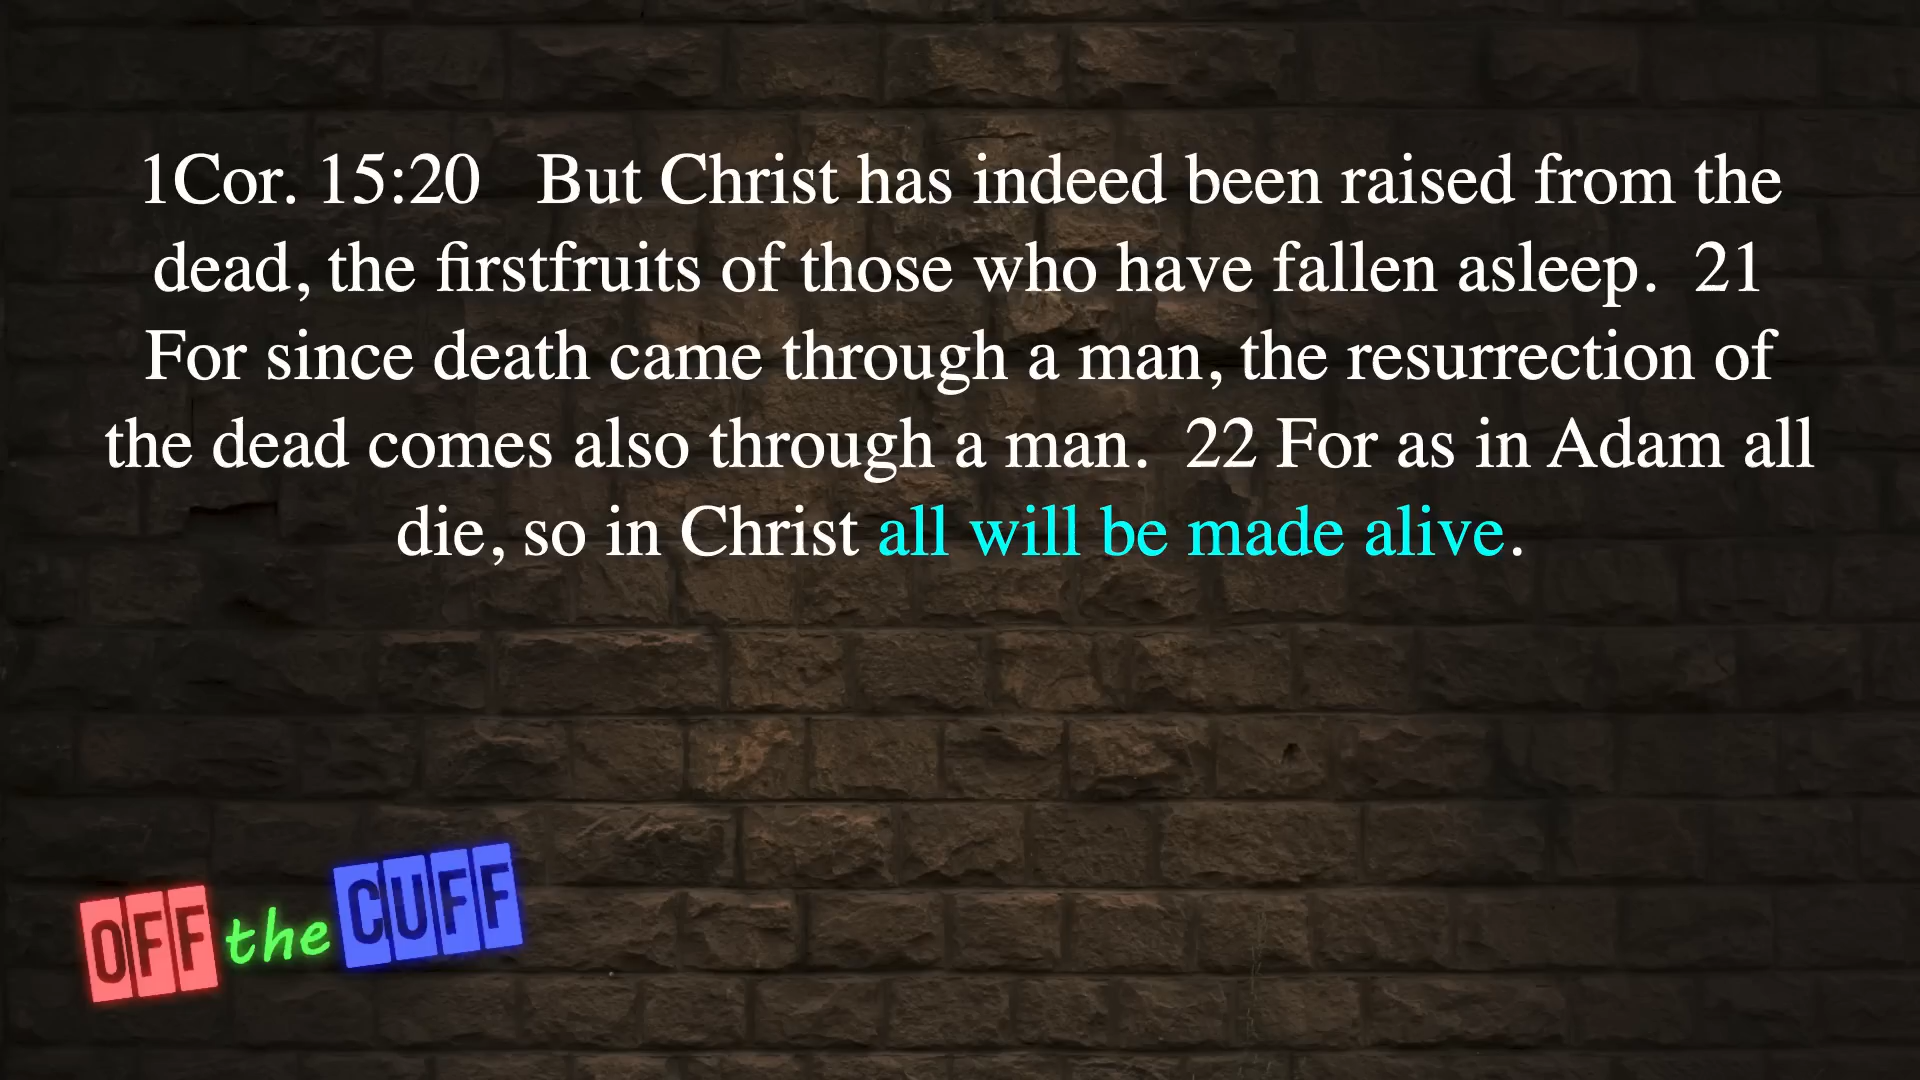 1Cor. 15:20   But Christ has indeed been raised from the
dead, the firstfruits of those who have fallen asleep.  21
For since death came through a man, the resurrection of
the dead comes also through a man.  22 For as in Adam all
die, so in Christ all will be made alive.
OFF the CUFF